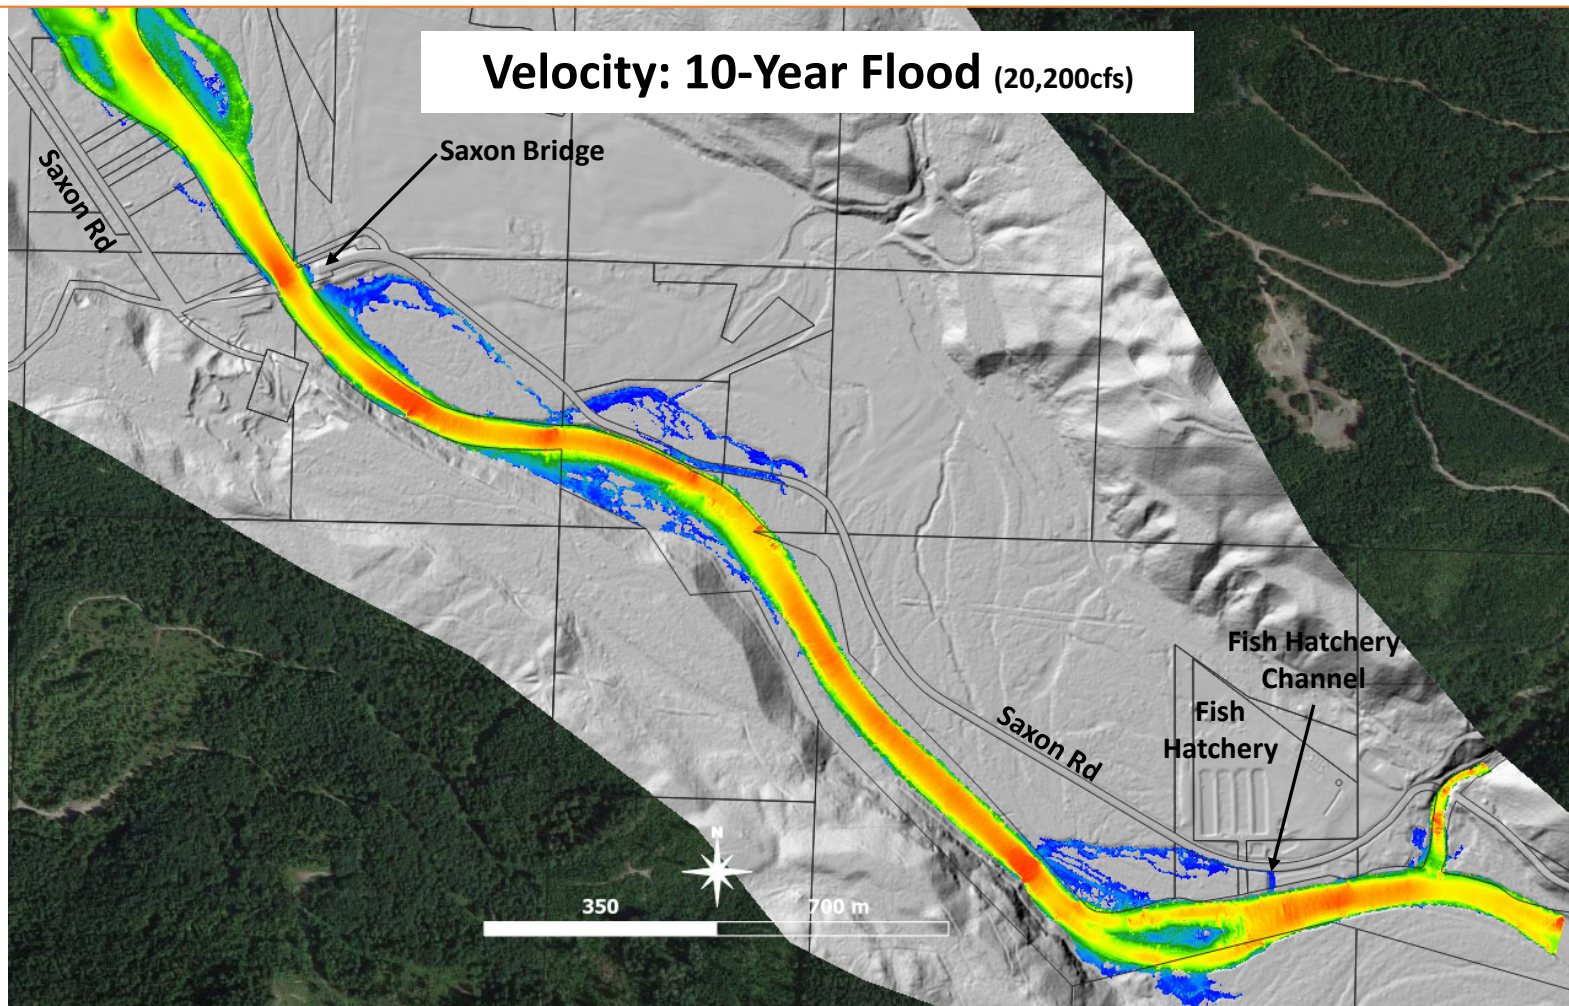 Velocity: 10-Year Flood (20,200cfs)
Saxon Bridge
Saxon Rd
Fish Hatchery
Channel
Fish
Hatchery
Saxon Rd
N
350
700 m